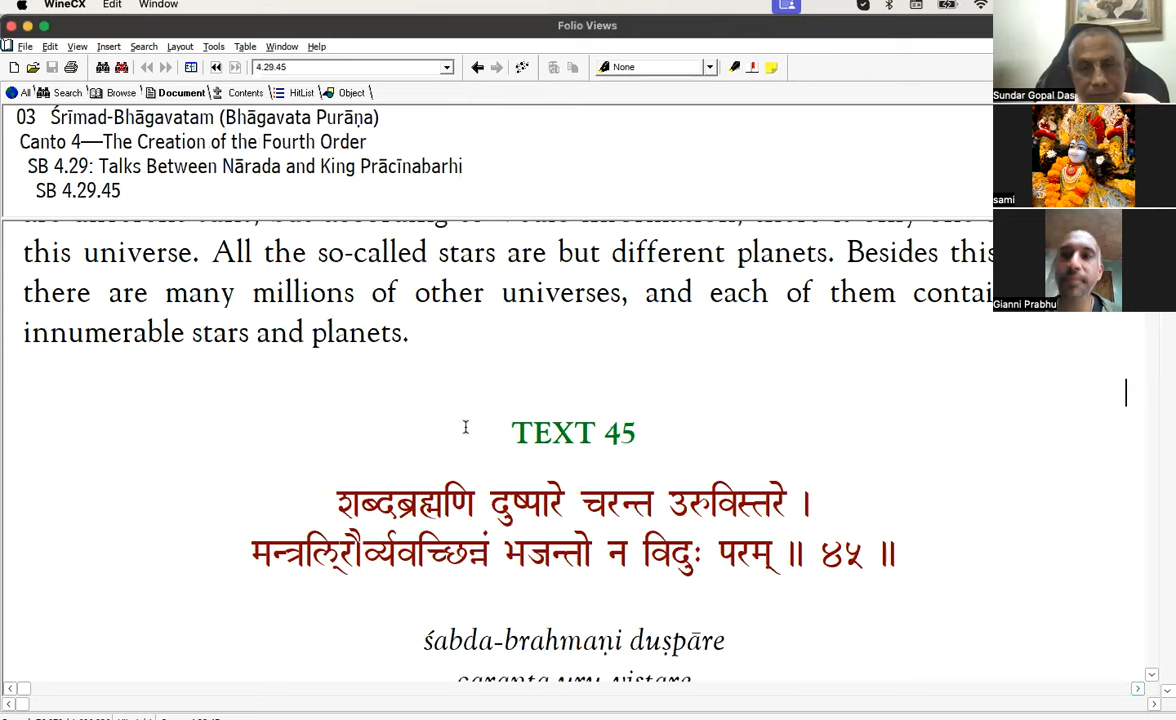 WineCX Edit Window
Folio Views
File Edit View Insert Search Layout Tools Table Window Help
4.29.45
None
All Search Browse Document Contents HitList Object
03 Śrīmad-Bhāgavatam (Bhāgavata Purāṇa)
Canto 4—The Creation of the Fourth Order
SB 4.29: Talks Between Nārada and King Prācīnabarhi
SB 4.29.45
this universe. All the so-called stars are but different planets. Besides this
there are many millions of other universes, and each of them contai
innumerable stars and planets.
TEXT 45
शब्दब्रह्मणि दुष्पारे चरन्त उरुविस्तरे ।
भजन्तो न विदुः परम् ॥ ४५ ॥
śabda-brahmaṇi duṣpāre
caranta uru-vistare
Sundar Gopal Das
sami
Gianni Prabhu